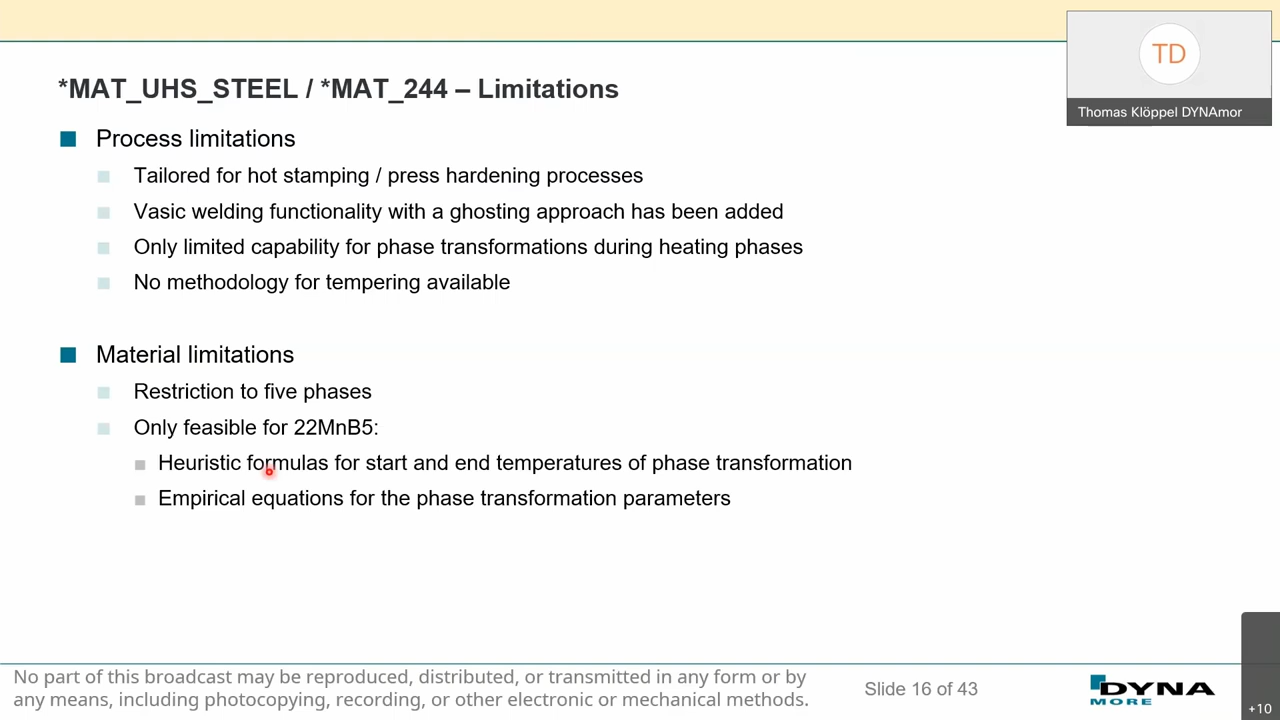 TD
Thomas Klöppel DYNAmor
*MAT_UHS_STEEL / *MAT_244 – Limitations
Process limitations
Tailored for hot stamping / press hardening processes
Vasic welding functionality with a ghosting approach has been added
Only limited capability for phase transformations during heating phases
No methodology for tempering available
Material limitations
Restriction to five phases
Only feasible for 22MnB5:
Heuristic formulas for start and end temperatures of phase transformation
Empirical equations for the phase transformation parameters
No part of this broadcast may be reproduced, distributed, or transmitted in any form or by
any means, including photocopying, recording, or other electronic or mechanical methods.
Slide 16 of 43
DYNA
MORE
+10